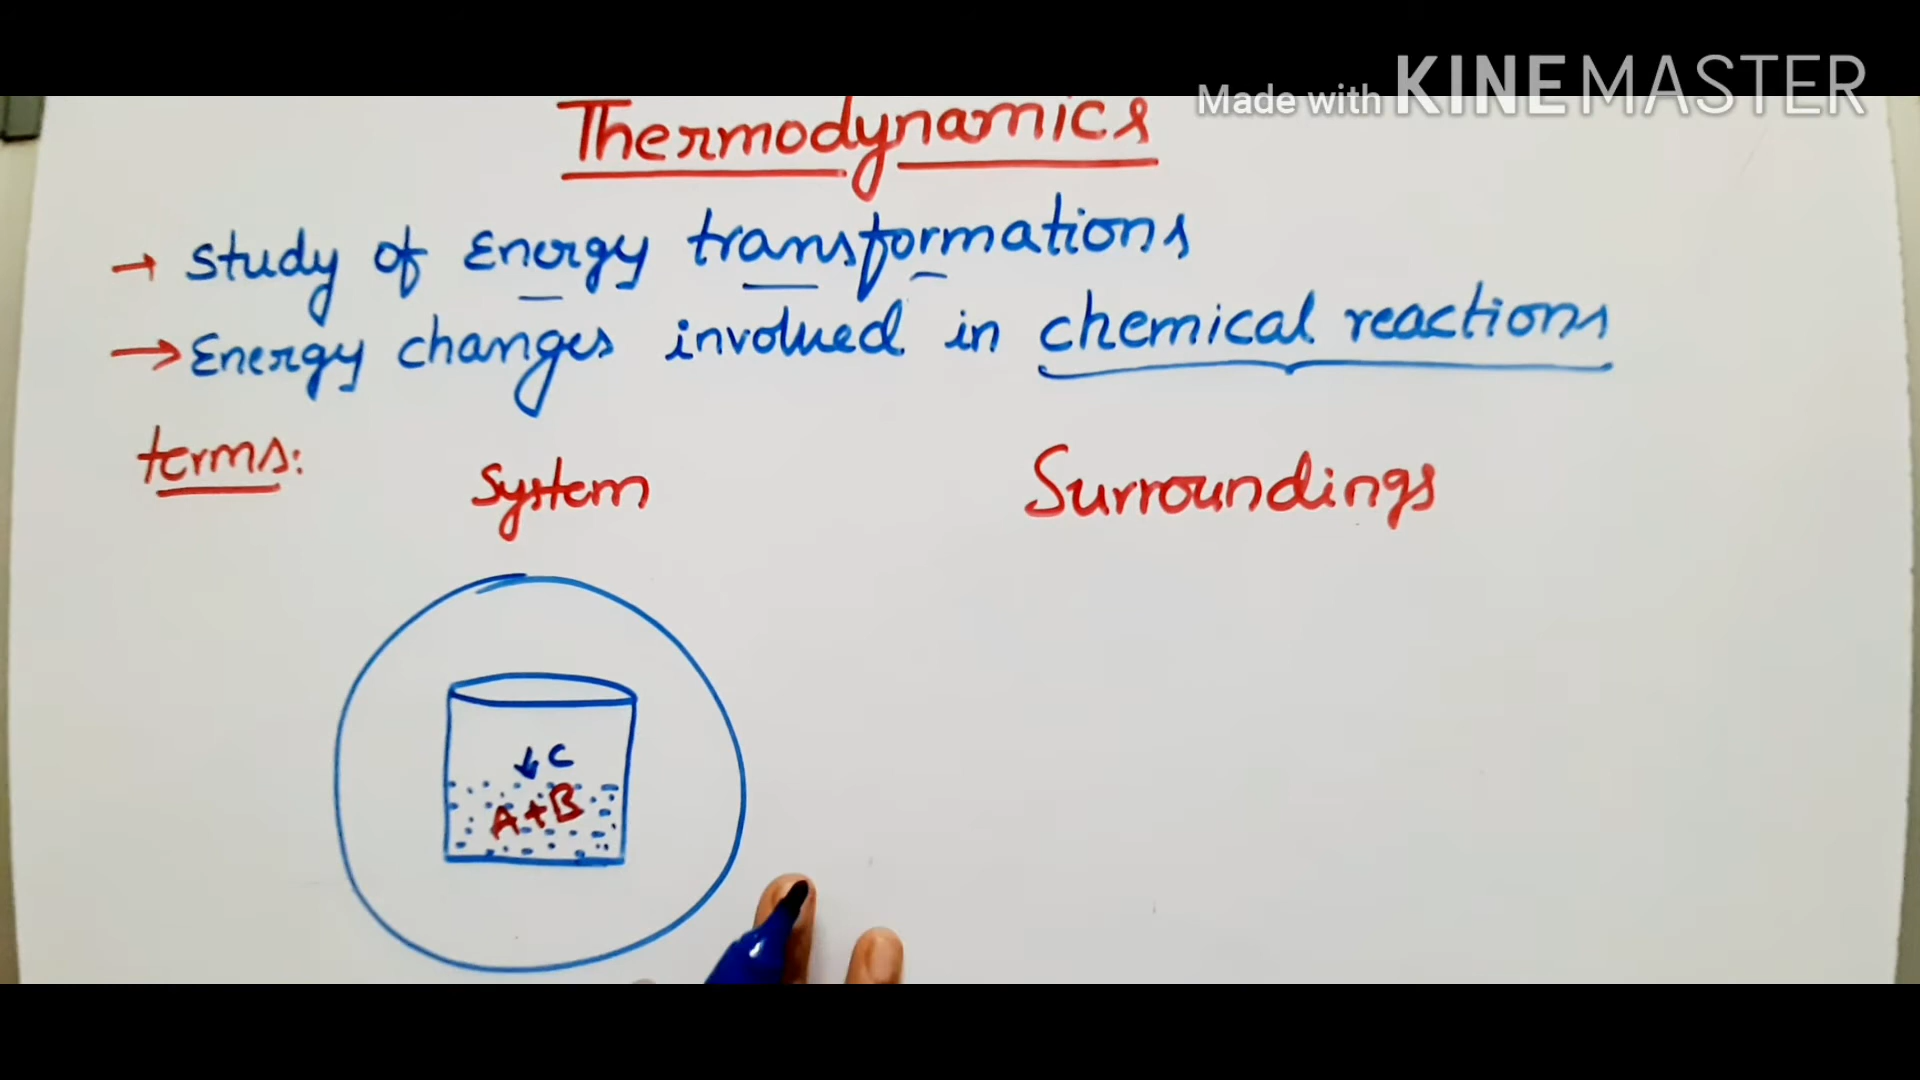 Made with KINEMASTER
Thermodynamics
→ Study of Energy transformations
→ Energy changes involved in chemical reactions
terms:
System Surroundings
↓ C
A+B